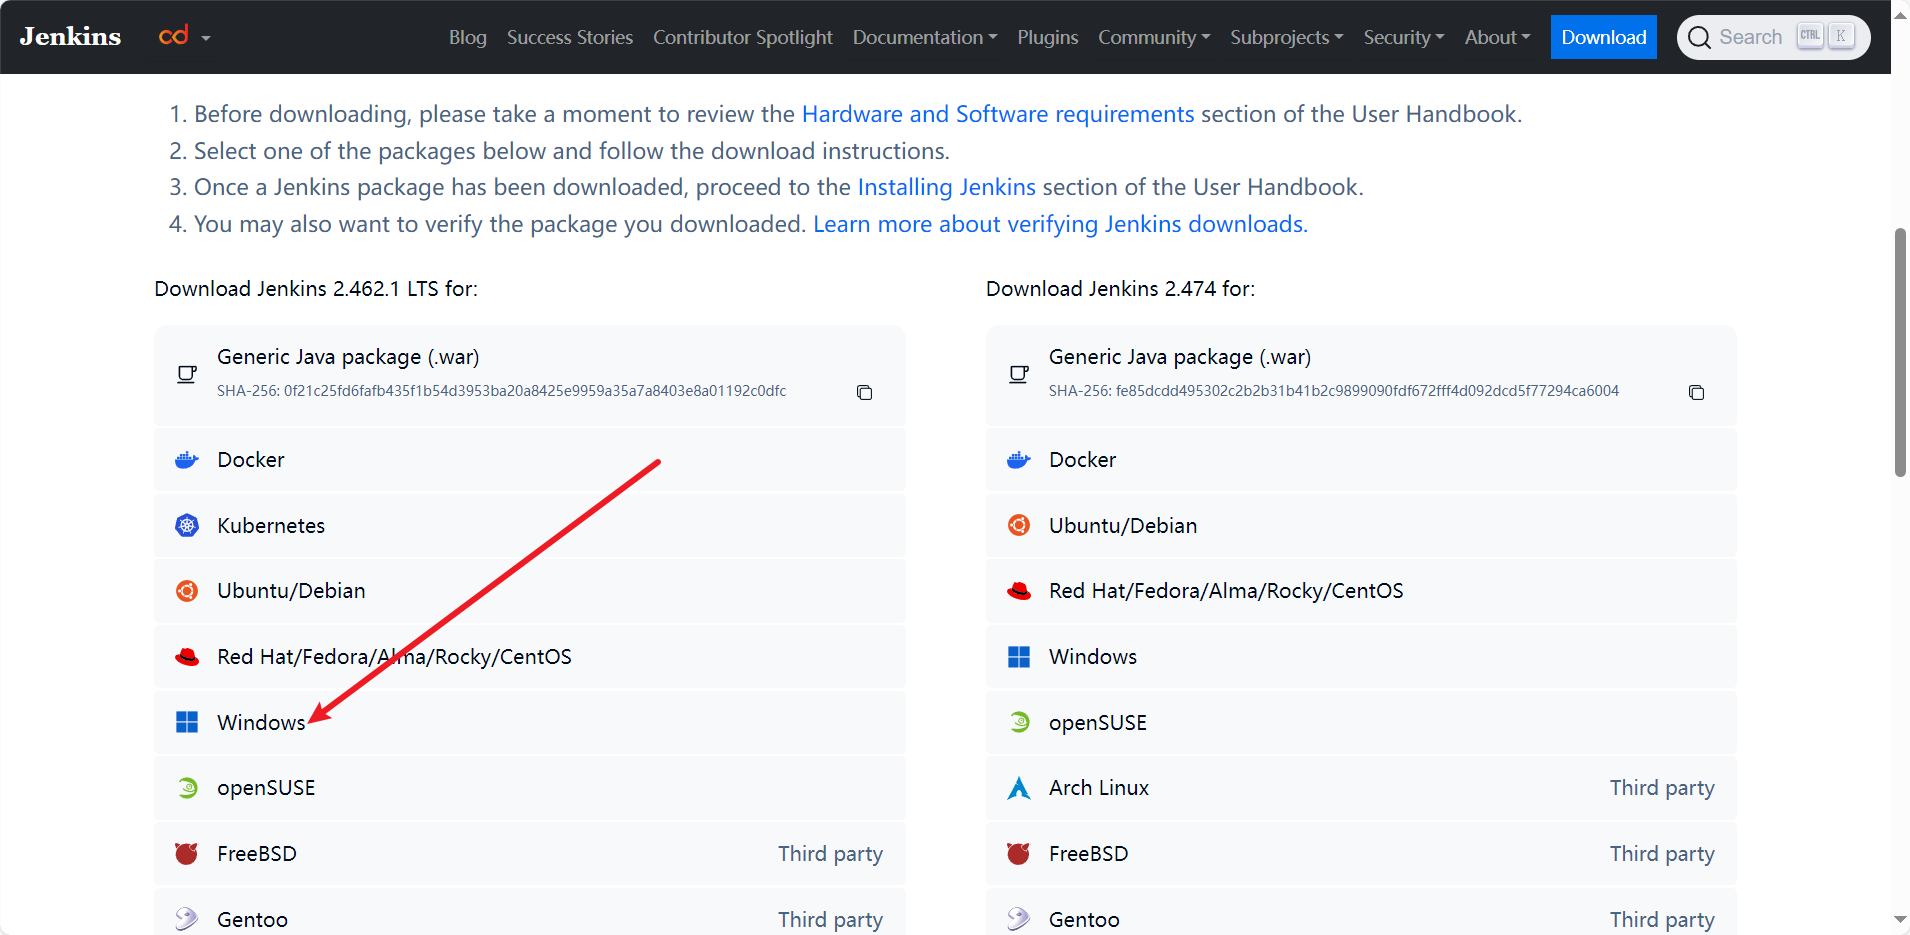 Jenkins cd Blog Success Stories Contributor Spotlight Documentation Plugins Community Subprojects Security About Download Search CTRL K
1. Before downloading, please take a moment to review the Hardware and Software requirements section of the User Handbook.
2. Select one of the packages below and follow the download instructions.
3. Once a Jenkins package has been downloaded, proceed to the Installing Jenkins section of the User Handbook.
4. You may also want to verify the package you downloaded. Learn more about verifying Jenkins downloads.
Download Jenkins 2.462.1 LTS for:
Generic Java package (.war)
SHA-256: 0f21c25fd6fafb435f1b54d3953ba20a8425e9959a35a7a8403e8a01192c0dfc
Docker
Kubernetes
Ubuntu/Debian
Red Hat/Fedora/Alma/Rocky/CentOS
Windows
openSUSE
FreeBSD Third party
Gentoo Third party
Download Jenkins 2.474 for:
Generic Java package (.war)
SHA-256: fe85dcdd495302c2b2b31b41b2c9899090fdf672fff4d092dcd5f77294ca6004
Docker
Ubuntu/Debian
Red Hat/Fedora/Alma/Rocky/CentOS
Windows
openSUSE
Arch Linux Third party
FreeBSD Third party
Gentoo Third party